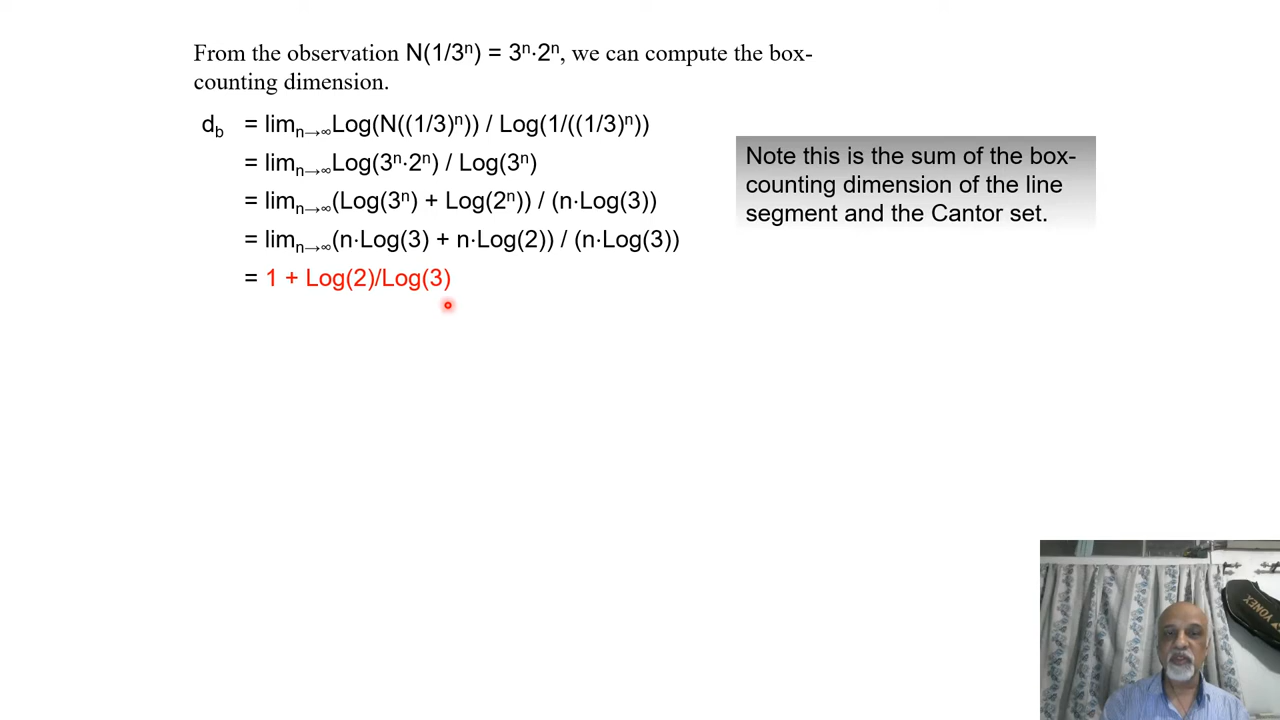 From the observation N(1/3ⁿ) = 3ⁿ·2ⁿ, we can compute the box-
counting dimension.
d_b = lim_n→∞Log(N((1/3)ⁿ)) / Log(1/((1/3)ⁿ))
= lim_n→∞Log(3ⁿ·2ⁿ) / Log(3ⁿ)
= lim_n→∞(Log(3ⁿ) + Log(2ⁿ)) / (n·Log(3))
= lim_n→∞(n·Log(3) + n·Log(2)) / (n·Log(3))
= 1 + Log(2)/Log(3)
Note this is the sum of the box-
counting dimension of the line
segment and the Cantor set.
YONEX